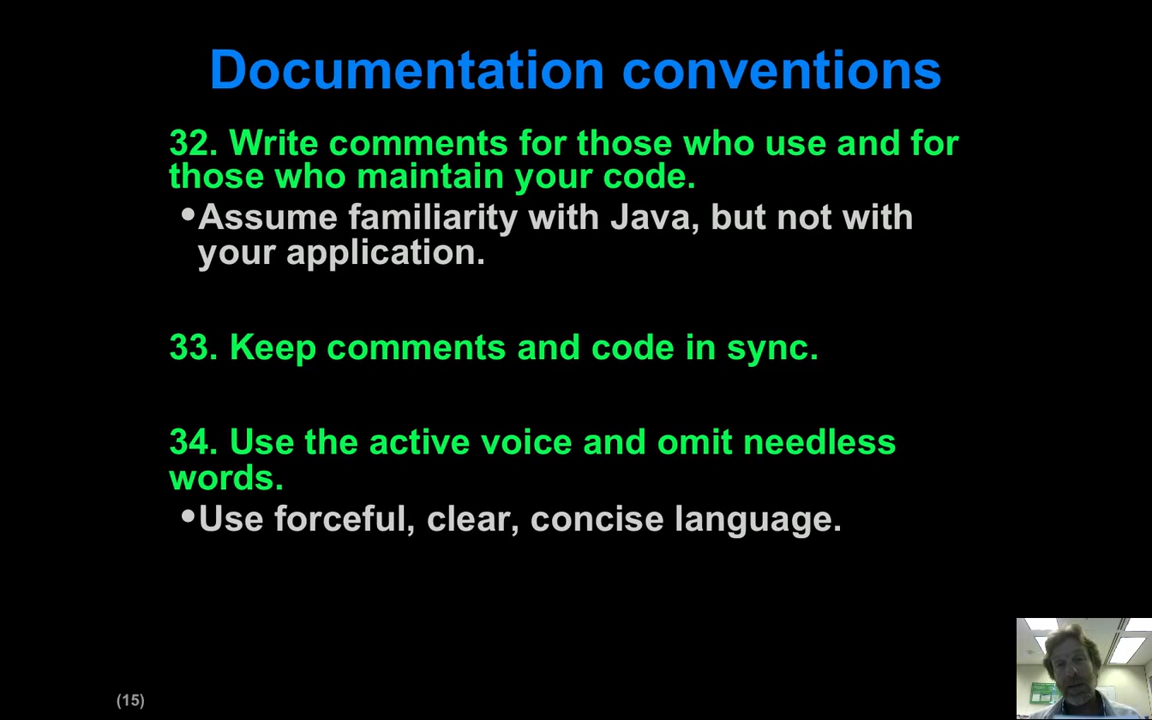 Documentation conventions
32. Write comments for those who use and for
those who maintain your code.
•Assume familiarity with Java, but not with
your application.
33. Keep comments and code in sync.
34. Use the active voice and omit needless
words.
•Use forceful, clear, concise language.
(15)